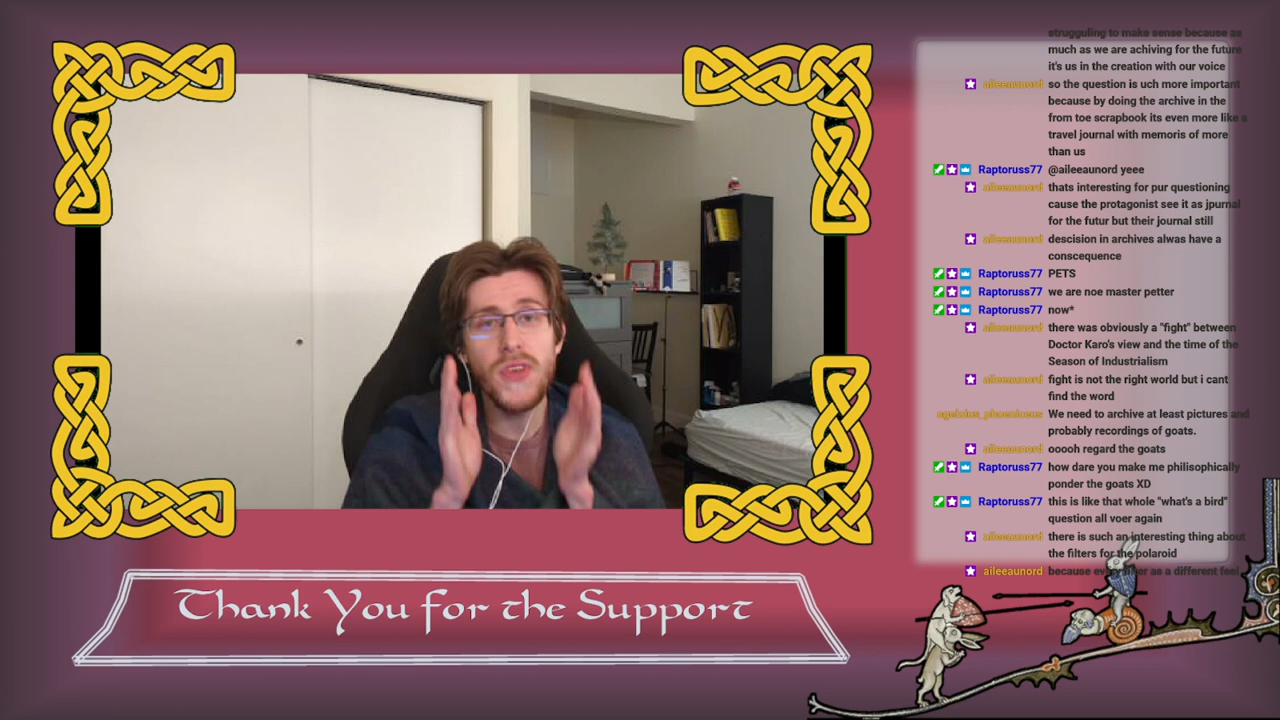 strugguling to make sense because as
much as we are achiving for the future
it's us in the creation with our voice
aileeaunord so the question is uch more important
because by doing the archive in the
from toe scrapbook its even more like a
travel journal with memoris of more
than us
Raptoruss77 @aileeaunord yeee
aileeaunord thats interesting for pur questioning
cause the protagonist see it as jpurnal
for the futur but their journal still
aileeaunord descision in archives alwas have a
conscequence
Raptoruss77 PETS
Raptoruss77 we are noe master petter
Raptoruss77 now*
aileeaunord there was obviously a "fight" between
Doctor Karo's view and the time of the
Season of Industrialism
aileeaunord fight is not the right world but i cant
find the word
agelaius_phoeniceus We need to archive at least pictures and
probably recordings of goats.
aileeaunord ooooh regard the goats
Raptoruss77 how dare you make me philisophically
ponder the goats XD
Raptoruss77 this is like that whole "what's a bird"
question all voer again
aileeaunord there is such an interesting thing about
the filters for the polaroid
aileeaunord because as a different feel
Thank You for the Support